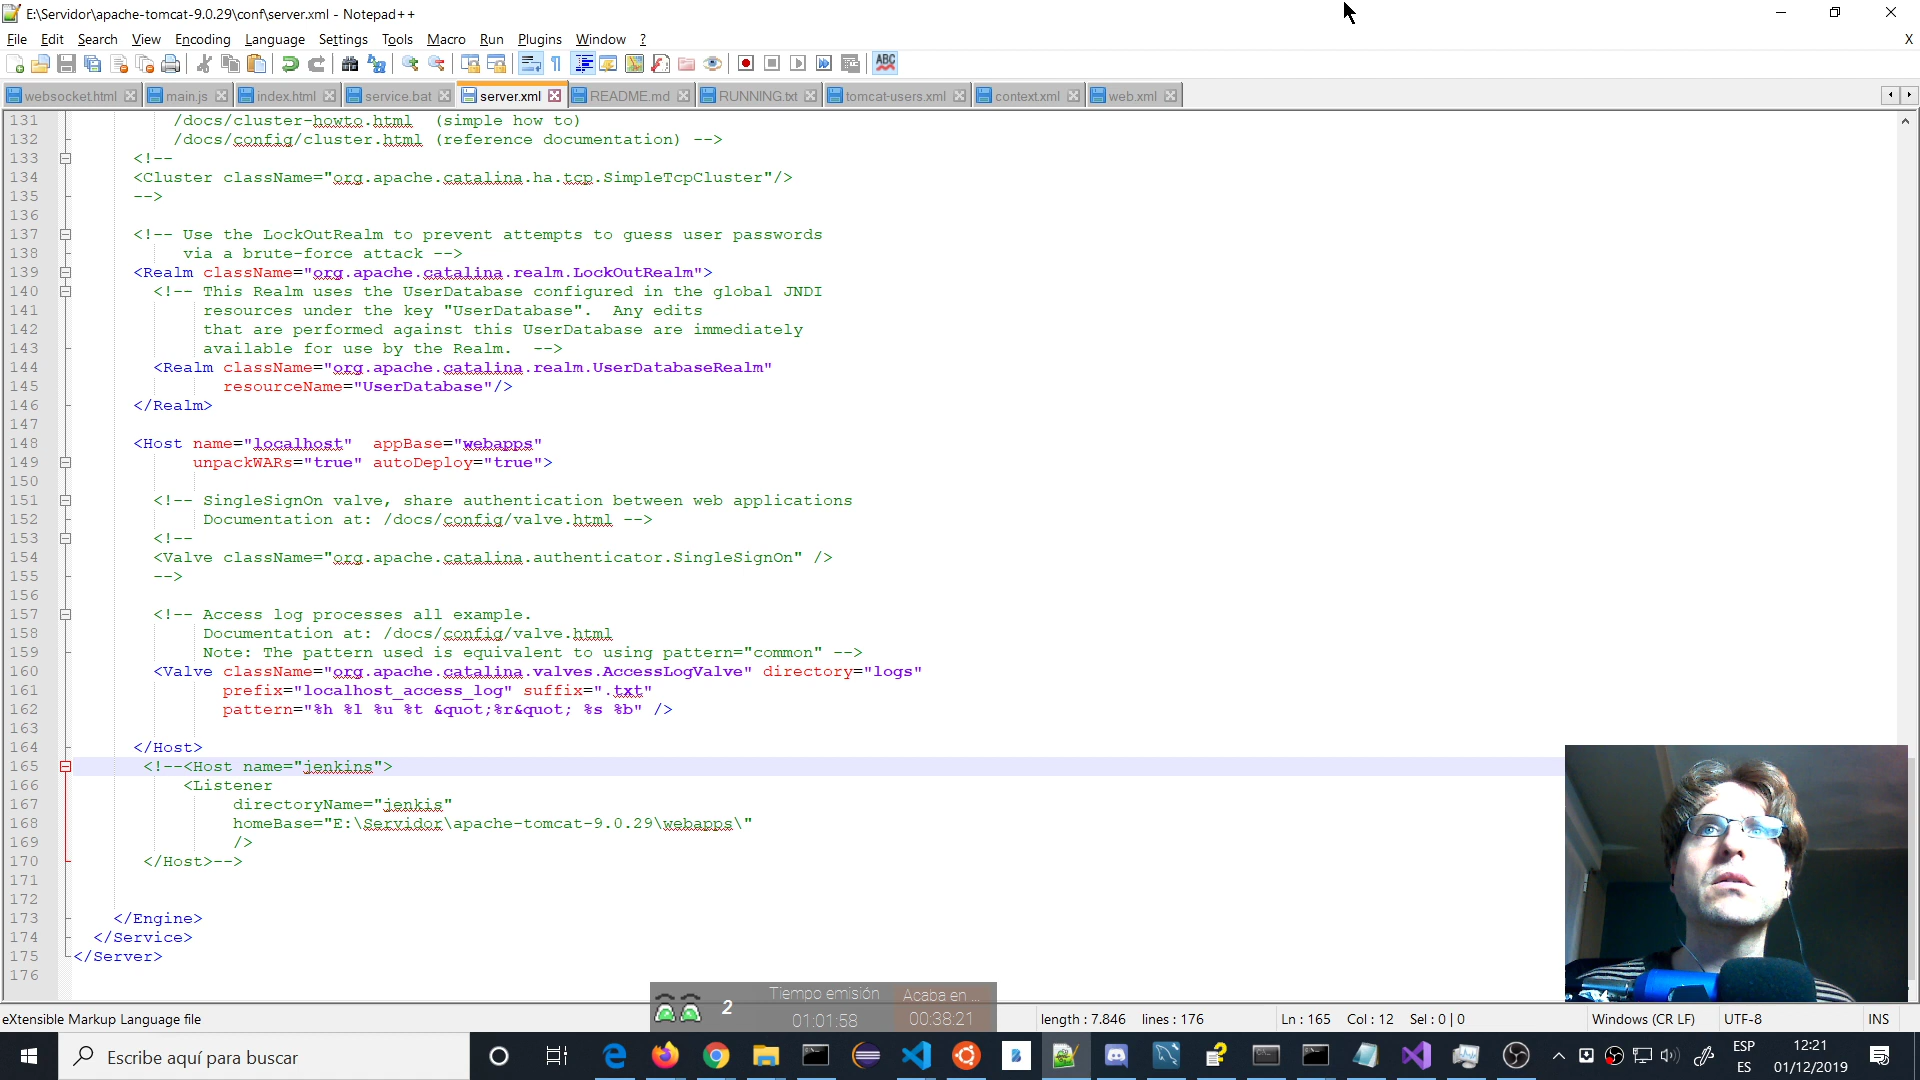 E:\Servidor\apache-tomcat-9.0.29\conf\server.xml - Notepad++
File Edit Search View Encoding Language Settings Tools Macro Run Plugins Window ? X
websocket.html main.js index.html service.bat server.xml README.md RUNNING.txt tomcat-users.xml context.xml web.xml
131 /docs/cluster-howto.html (simple how to)
132 /docs/config/cluster.html (reference documentation) -->
133 <!--
134 <Cluster className="org.apache.catalina.ha.tcp.SimpleTcpCluster"/>
135 -->
136
137 <!-- Use the LockOutRealm to prevent attempts to guess user passwords
138 via a brute-force attack -->
139 <Realm className="org.apache.catalina.realm.LockOutRealm">
140 <!-- This Realm uses the UserDatabase configured in the global JNDI
141 resources under the key "UserDatabase". Any edits
142 that are performed against this UserDatabase are immediately
143 available for use by the Realm. -->
144 <Realm className="org.apache.catalina.realm.UserDatabaseRealm"
145 resourceName="UserDatabase"/>
146 </Realm>
147
148 <Host name="localhost" appBase="webapps"
149 unpackWARs="true" autoDeploy="true">
150
151 <!-- SingleSignOn valve, share authentication between web applications
152 Documentation at: /docs/config/valve.html -->
153 <!--
154 <Valve className="org.apache.catalina.authenticator.SingleSignOn" />
155 -->
156
157 <!-- Access log processes all example.
158 Documentation at: /docs/config/valve.html
159 Note: The pattern used is equivalent to using pattern="common" -->
160 <Valve className="org.apache.catalina.valves.AccessLogValve" directory="logs"
161 prefix="localhost_access_log" suffix=".txt"
162 pattern="%h %l %u %t &quot;%r&quot; %s %b" />
163
164 </Host>
165 <!--<Host name="jenkins">
166 <Listener
167 directoryName="jenkis"
168 homeBase="E:\Servidor\apache-tomcat-9.0.29\webapps\"
169 />
170 </Host>-->
171
172
173 </Engine>
174 </Service>
175 </Server>
176
2 Tiempo emisión Acaba en ...
01:01:58 00:38:21
eXtensible Markup Language file length : 7.846 lines : 176 Ln : 165 Col : 12 Sel : 0 | 0 Windows (CR LF) UTF-8 INS
Escribe aquí para buscar
ESP
ES
12:21
01/12/2019